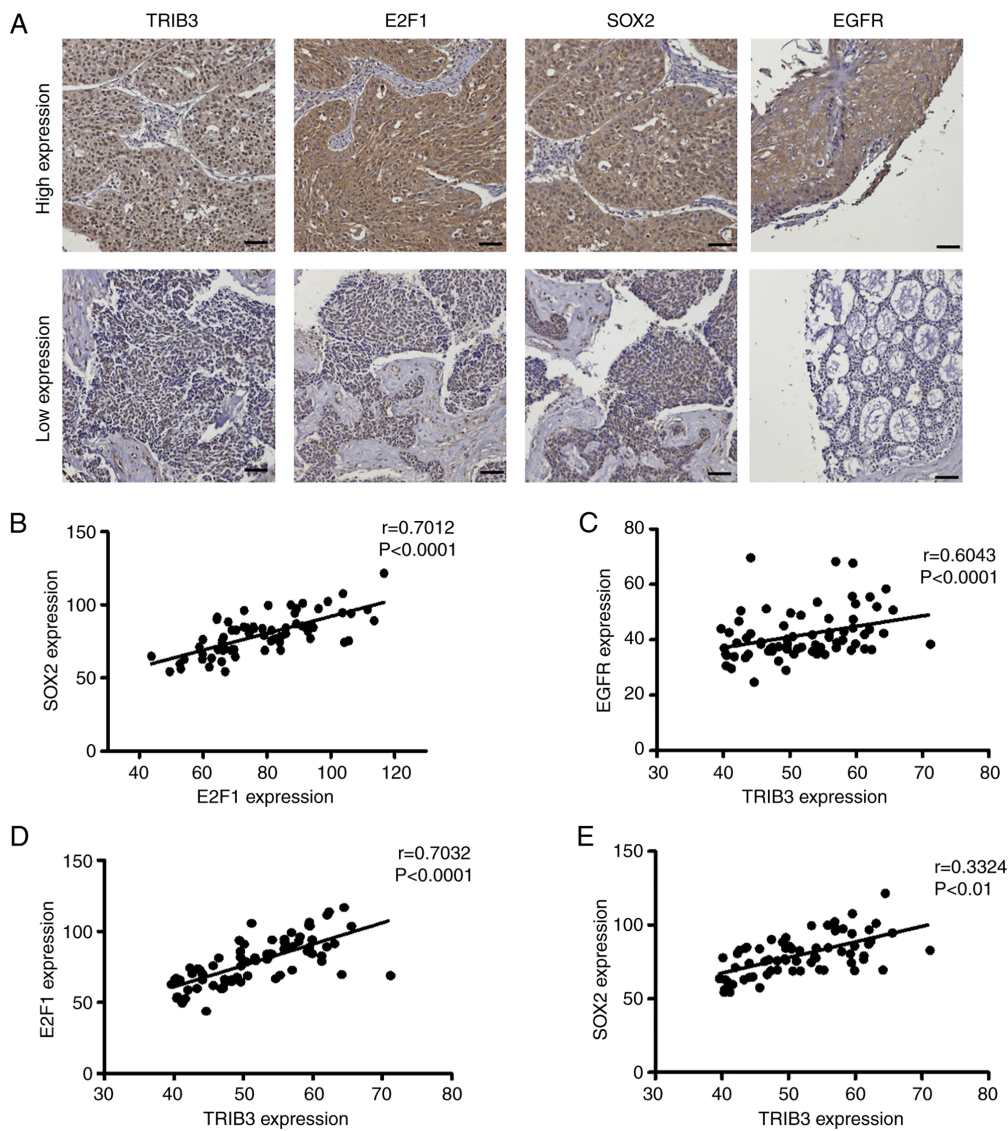 A
TRIB3 E2F1 SOX2 EGFR
High expression
Low expression
B
r=0.7012
P<0.0001
SOX2 expression
150
100
50
0
40 60 80 100 120
E2F1 expression
C
r=0.6043
P<0.0001
EGFR expression
80
60
40
20
0
30 40 50 60 70 80
TRIB3 expression
D
r=0.7032
P<0.0001
E2F1 expression
150
100
50
0
30 40 50 60 70 80
TRIB3 expression
E
r=0.3324
P<0.01
SOX2 expression
150
100
50
0
30 40 50 60 70 80
TRIB3 expression